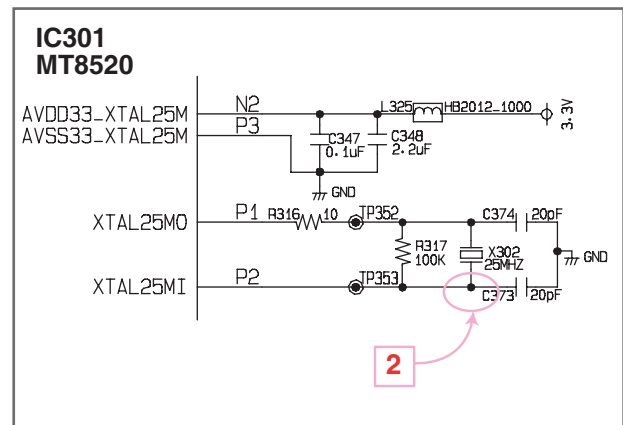 IC301
MT8520
AVDD33_XTAL25M N2 L325 HB2012_1000 3.3V
AVSS33_XTAL25M P3
C347 0.1uF
C348 2.2uF
GND
XTAL25MO P1 R316 10 TP352 C374 20pF
R317 100K
X302 25MHZ
GND
XTAL25MI P2 TP353 C373 20pF
2